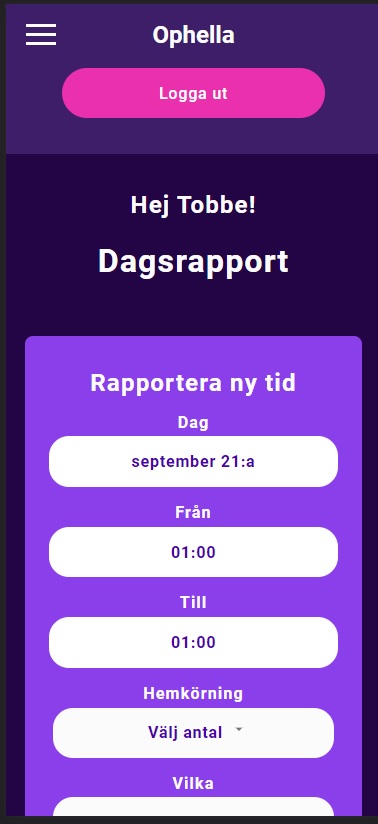 Ophella
Logga ut
Hej Tobbe!
Dagsrapport
Rapportera ny tid
Dag
september 21:a
Från
01:00
Till
01:00
Hemkörning
Välj antal
Vilka